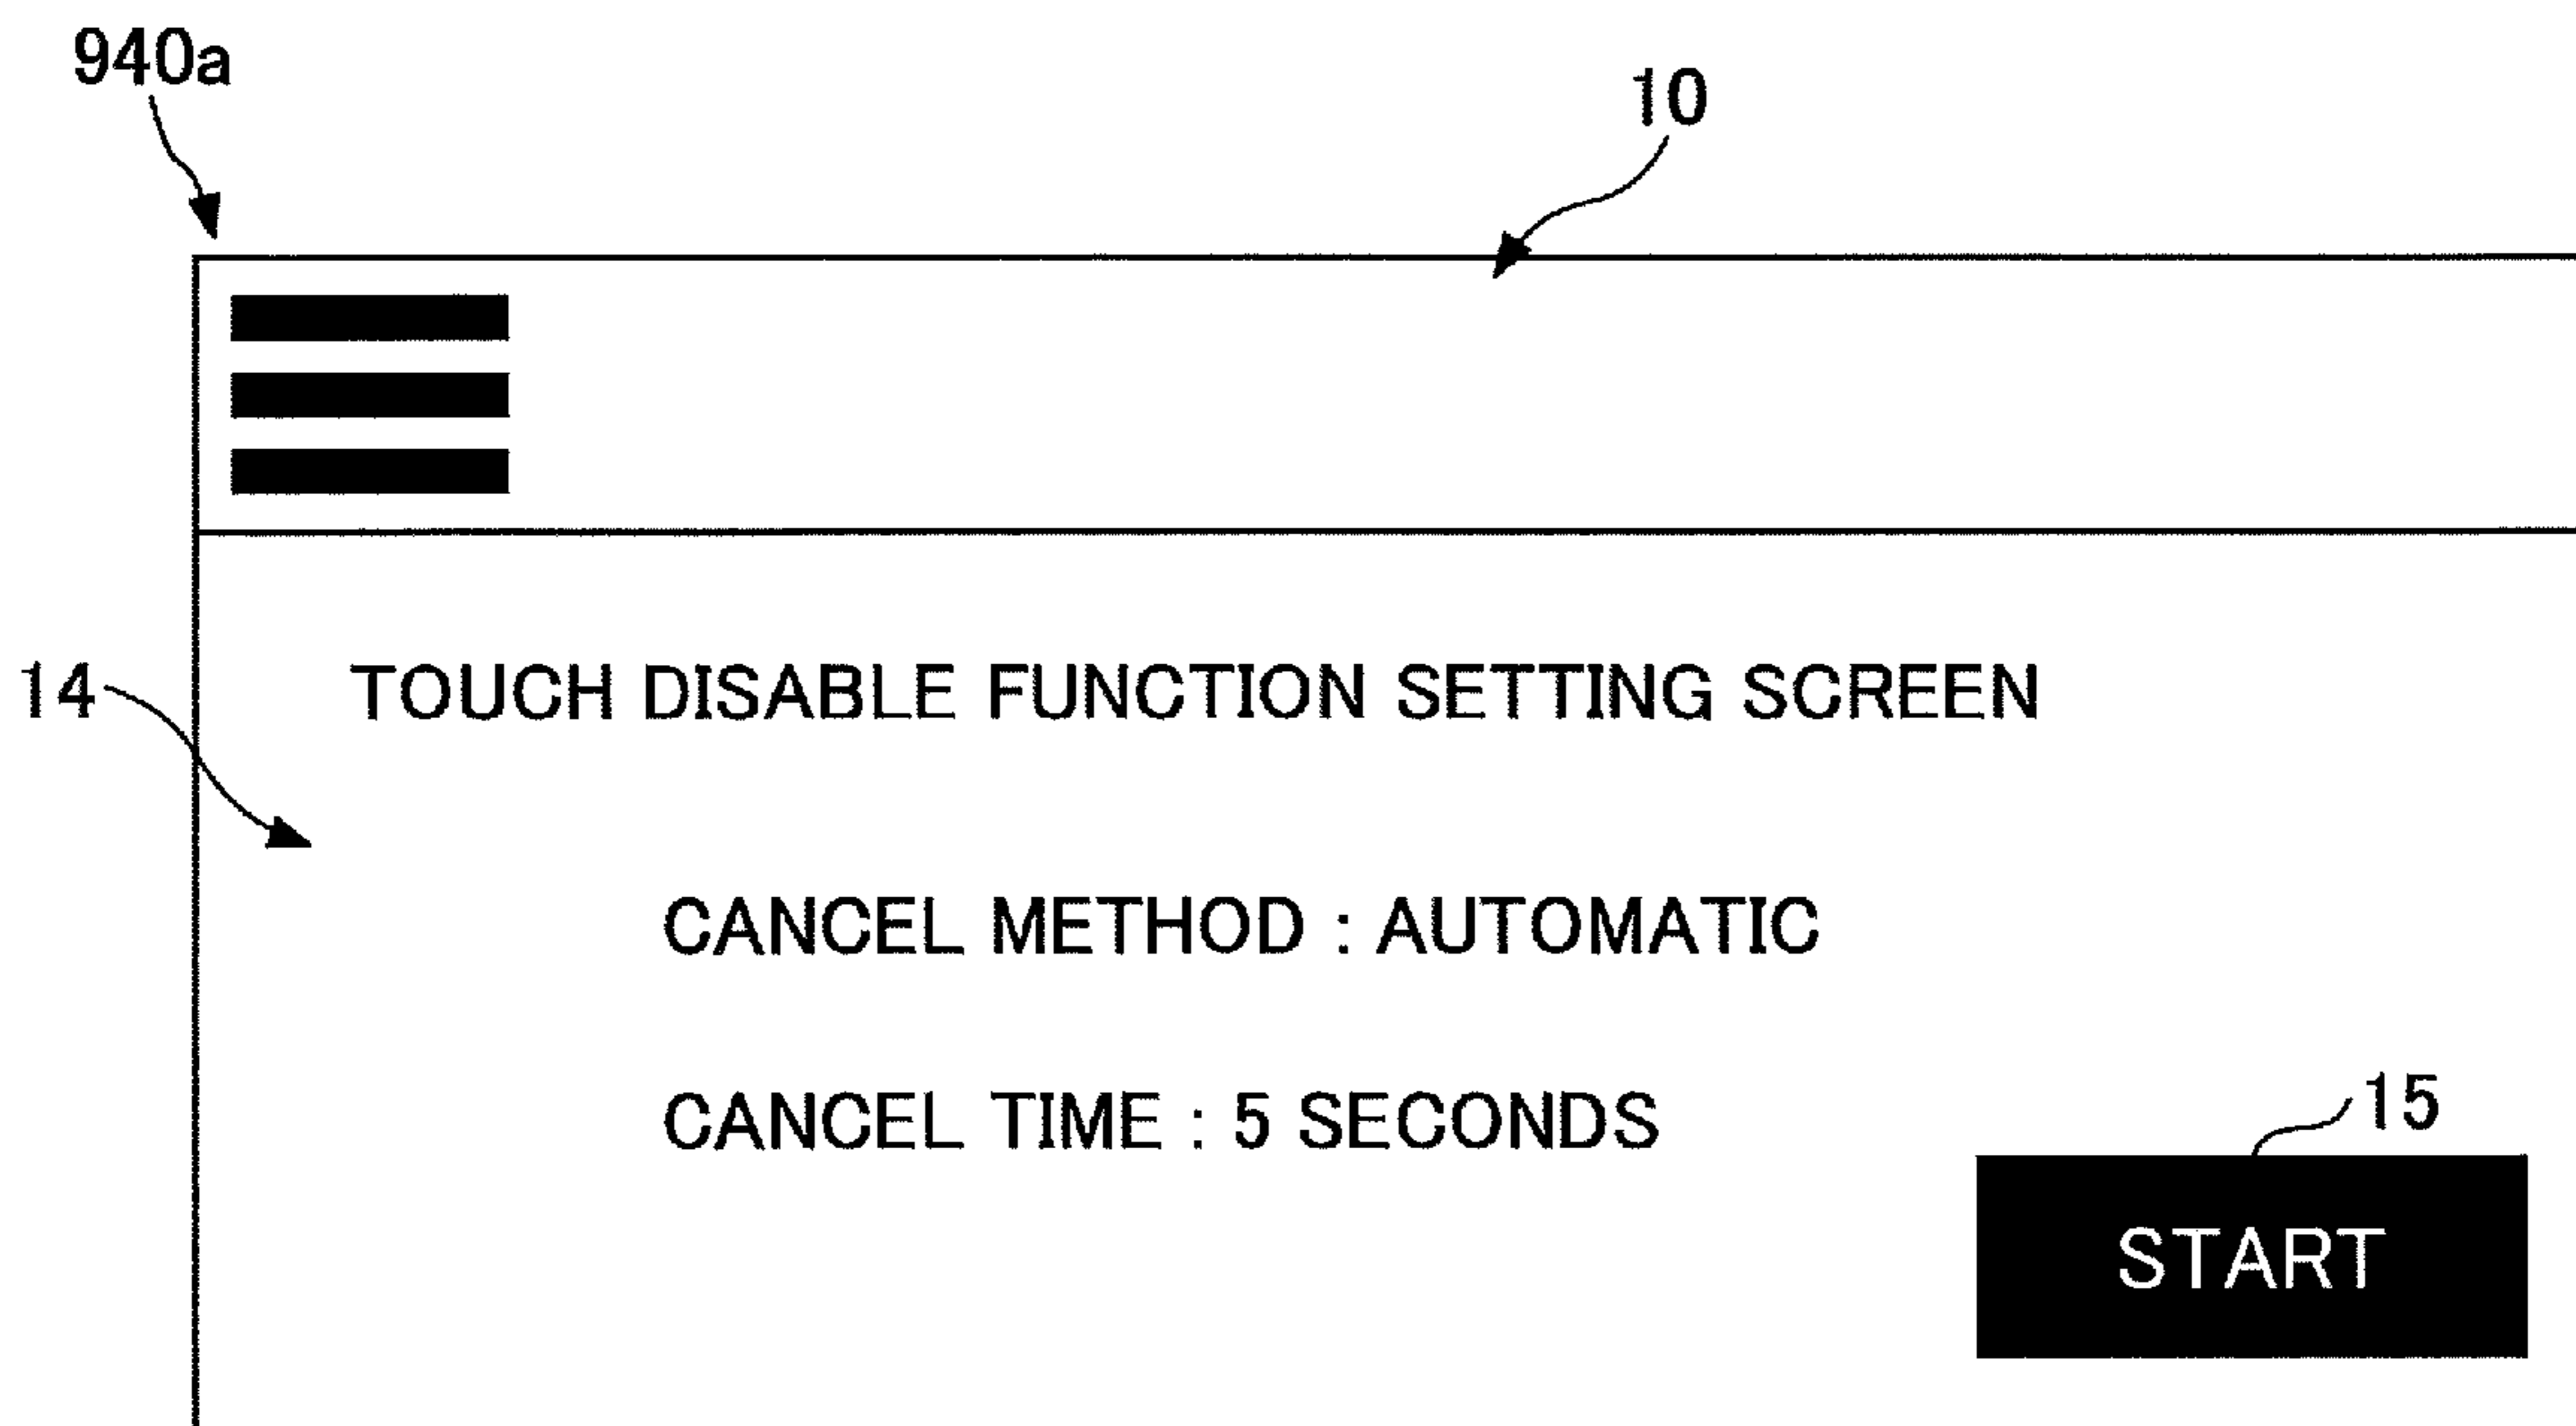 940a
10
14
TOUCH DISABLE FUNCTION SETTING SCREEN
CANCEL METHOD : AUTOMATIC
CANCEL TIME : 5 SECONDS
15
START